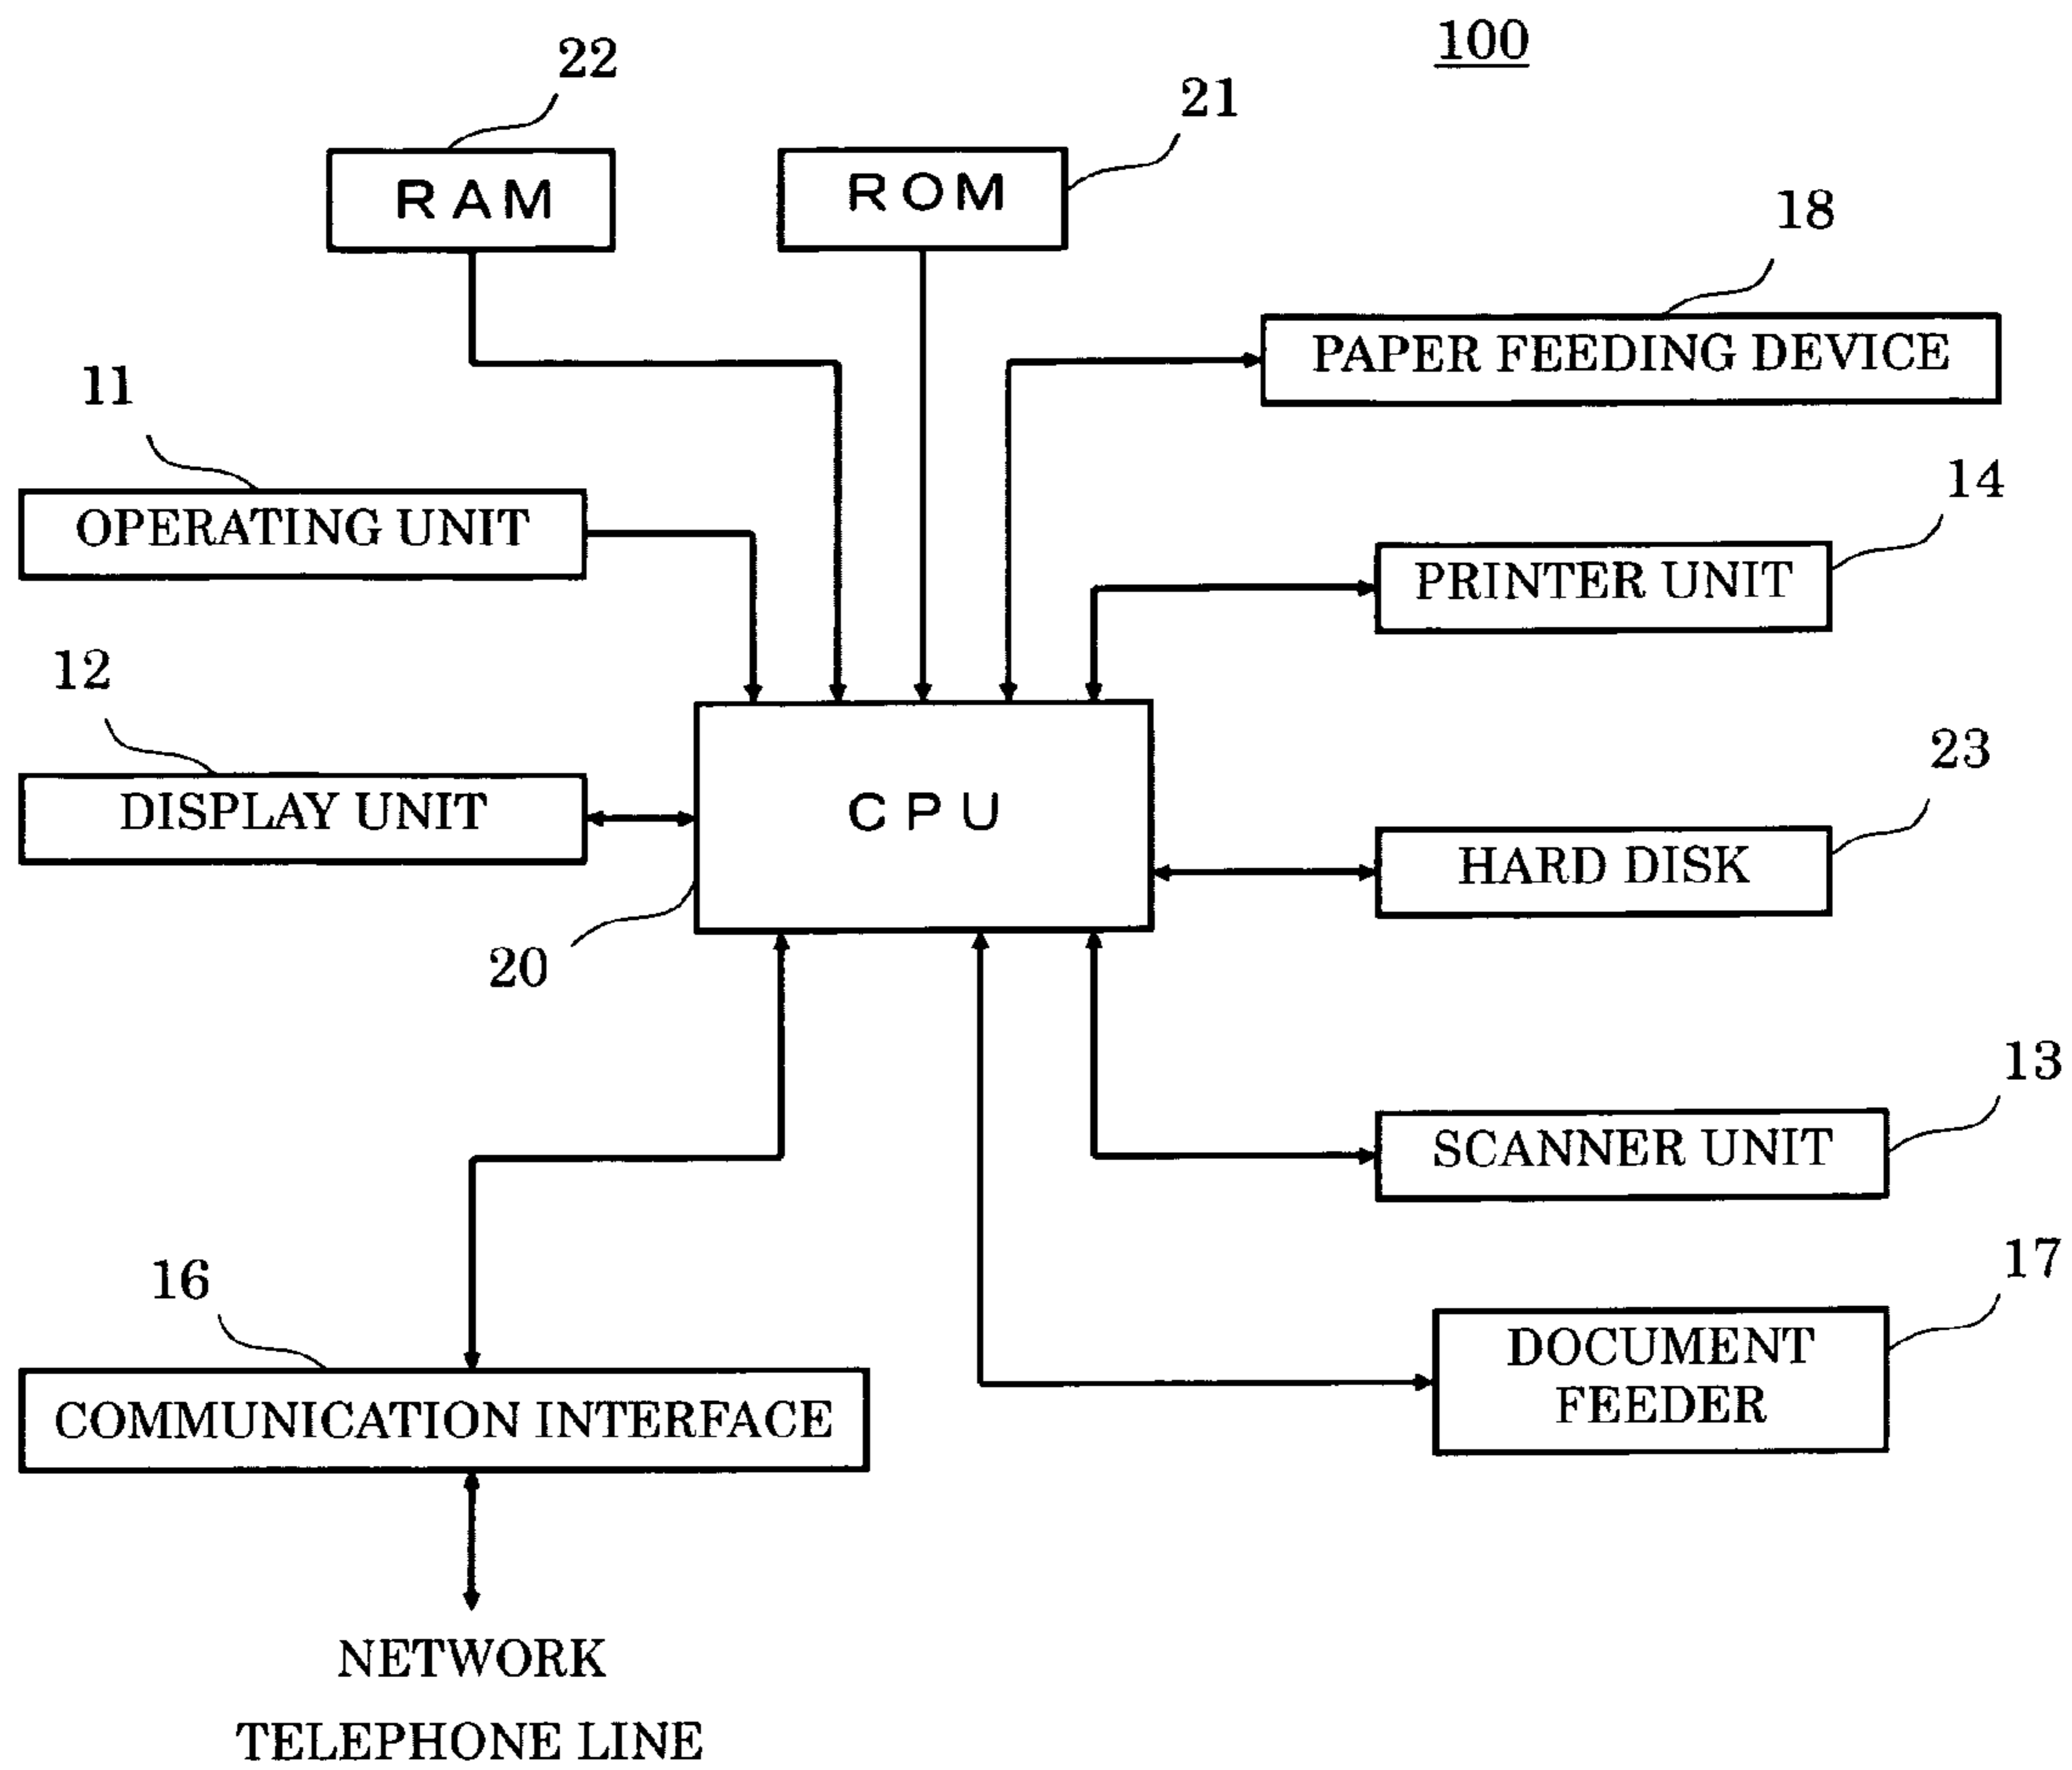 100
22
21
RAM
ROM
18
PAPER FEEDING DEVICE
11
OPERATING UNIT
14
PRINTER UNIT
12
DISPLAY UNIT
CPU
20
23
HARD DISK
13
SCANNER UNIT
16
COMMUNICATION INTERFACE
17
DOCUMENT
FEEDER
NETWORK
TELEPHONE LINE